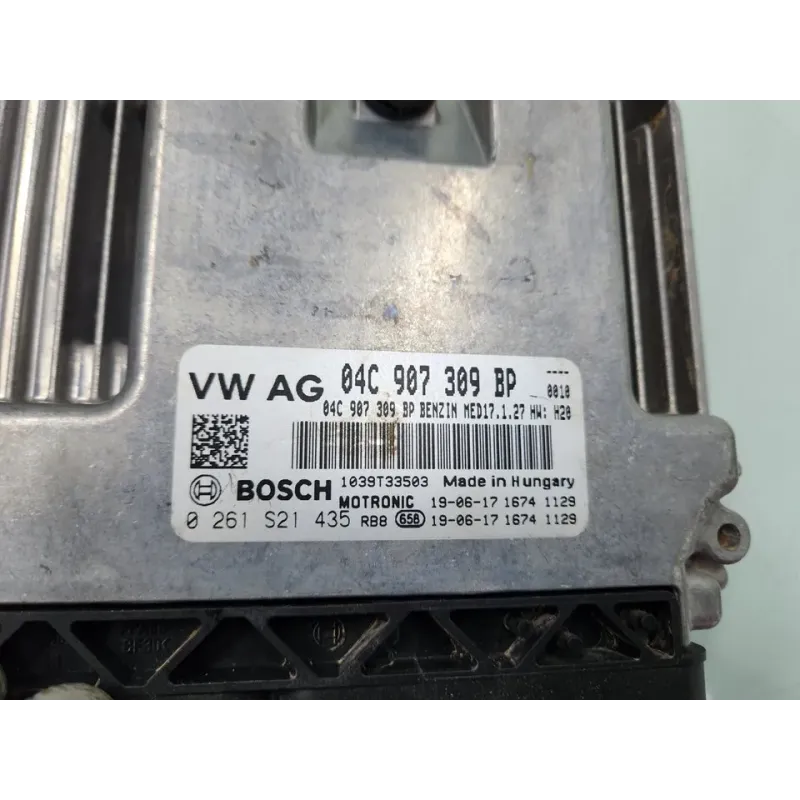 VW AG 04C 907 309 BP ----
0010
04C 907 309 BP BENZIN MED17.1.27 HW: H20
1039T33503 Made in Hungary
BOSCH MOTRONIC 19-06-17 1674 1129
0 261 S21 435 RB8 658 19-06-17 1674 1129